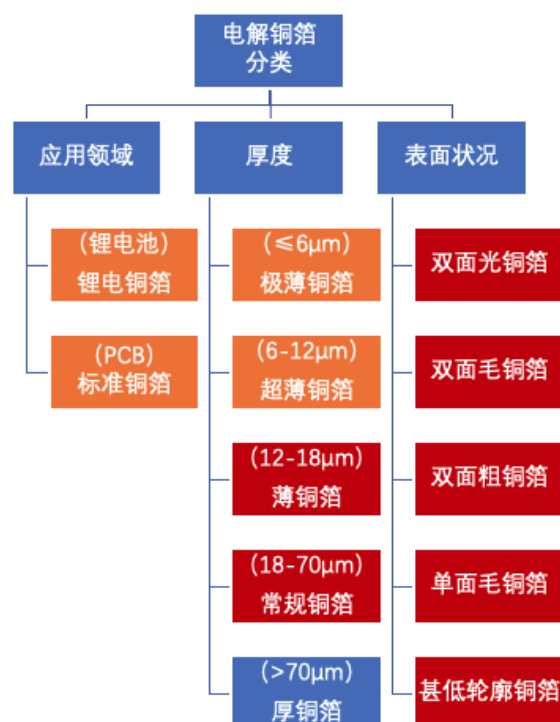 电解铜箔
分类
应用领域
厚度
表面状况
(锂电池)
锂电铜箔
(PCB)
标准铜箔
(≤6μm)
极薄铜箔
(6-12μm)
超薄铜箔
(12-18μm)
薄铜箔
(18-70μm)
常规铜箔
(>70μm)
厚铜箔
双面光铜箔
双面毛铜箔
双面粗铜箔
单面毛铜箔
甚低轮廓铜箔